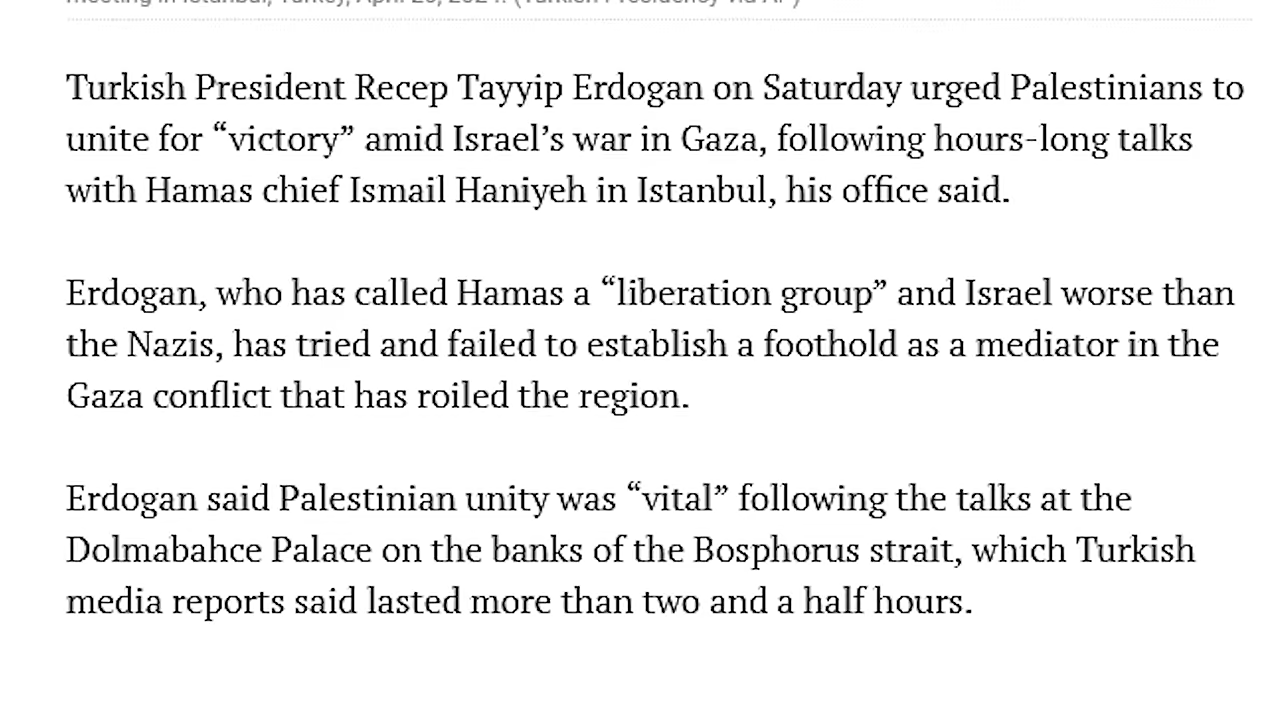 Turkish President Recep Tayyip Erdogan on Saturday urged Palestinians to
unite for “victory” amid Israel’s war in Gaza, following hours-long talks
with Hamas chief Ismail Haniyeh in Istanbul, his office said.
Erdogan, who has called Hamas a “liberation group” and Israel worse than
the Nazis, has tried and failed to establish a foothold as a mediator in the
Gaza conflict that has roiled the region.
Erdogan said Palestinian unity was “vital” following the talks at the
Dolmabahce Palace on the banks of the Bosphorus strait, which Turkish
media reports said lasted more than two and a half hours.